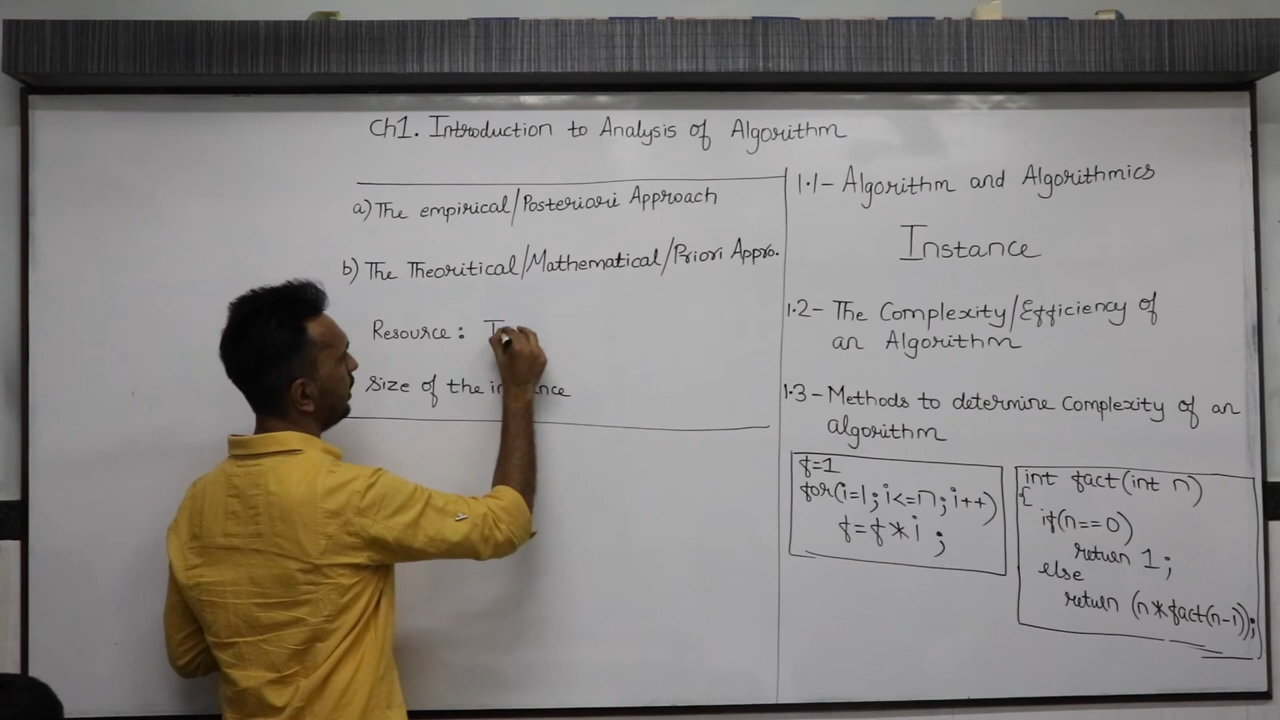 Ch1. Introduction to Analysis of Algorithm
a) The empirical/Posteriori Approach
b) The Theoritical/Mathematical/Priori Appro.
Resource: T
Size of the
1.1- Algorithm and Algorithmics
Instance
1.2- The Complexity/Efficiency of
an Algorithm
1.3- Methods to determine Complexity of an
algorithm
f=1
for(i=1; i<=n; i++)
f=f*i ;
int fact(int n)
{
if(n==0)
return 1;
else
return (n*fact(n-1));